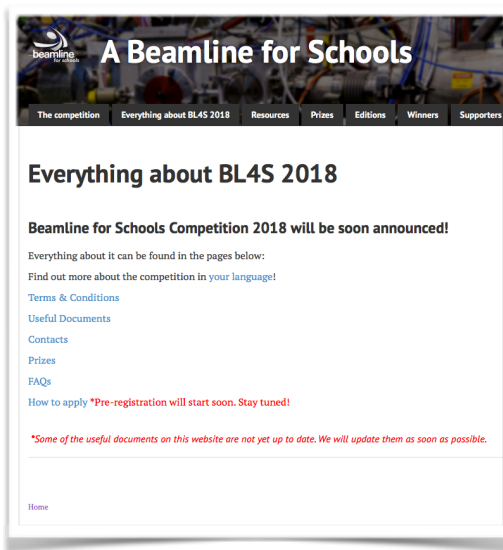 beamline
for schools
A Beamline for Schools
The competition Everything about BL4S 2018 Resources Prizes Editions Winners Supporters
Everything about BL4S 2018
Beamline for Schools Competition 2018 will be soon announced!
Everything about it can be found in the pages below:
Find out more about the competition in your language!
Terms & Conditions
Useful Documents
Contacts
Prizes
FAQs
How to apply *Pre-registration will start soon. Stay tuned!
*Some of the useful documents on this website are not yet up to date. We will update them as soon as possible.
Home